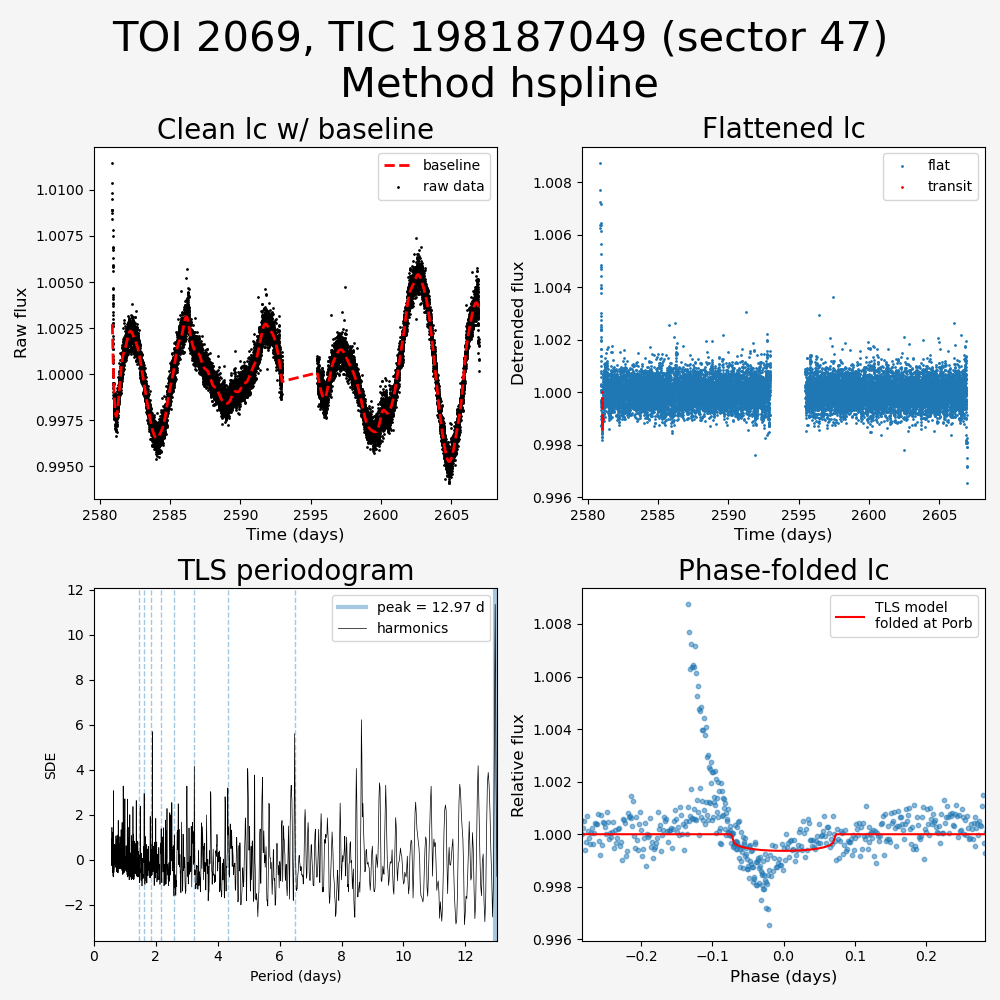 TOI 2069, TIC 198187049 (sector 47)
Method hspline
Clean lc w/ baseline
baseline
raw data
Raw flux
1.0100
1.0075
1.0050
1.0025
1.0000
0.9975
0.9950
2580 2585 2590 2595 2600 2605
Time (days)
Flattened lc
flat
transit
Detrended flux
1.008
1.006
1.004
1.002
1.000
0.998
0.996
2580 2585 2590 2595 2600 2605
Time (days)
TLS periodogram
peak = 12.97 d
harmonics
SDE
12
10
8
6
4
2
0
−2
0 2 4 6 8 10 12
Period (days)
Phase-folded lc
TLS model
folded at Porb
Relative flux
1.008
1.006
1.004
1.002
1.000
0.998
0.996
−0.2 −0.1 0.0 0.1 0.2
Phase (days)